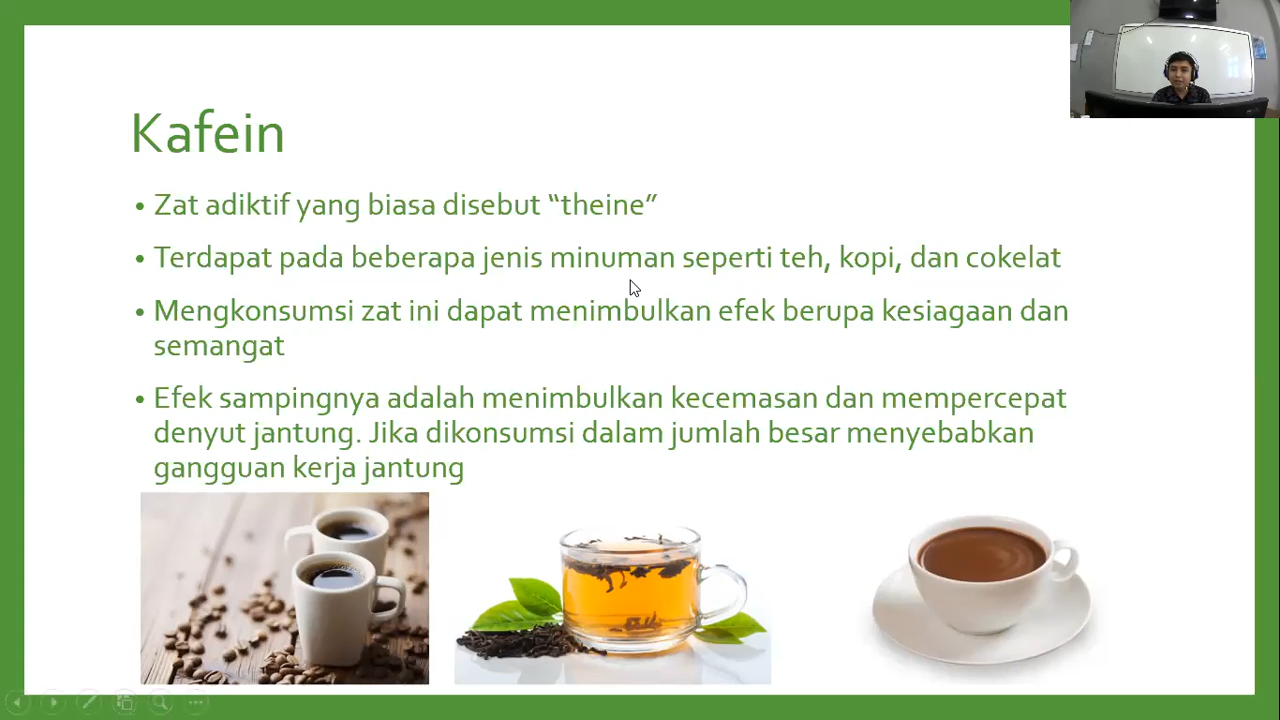 Kafein
• Zat adiktif yang biasa disebut “theine”
• Terdapat pada beberapa jenis minuman seperti teh, kopi, dan cokelat
• Mengkonsumsi zat ini dapat menimbulkan efek berupa kesiagaan dan
semangat
• Efek sampingnya adalah menimbulkan kecemasan dan mempercepat
denyut jantung. Jika dikonsumsi dalam jumlah besar menyebabkan
gangguan kerja jantung